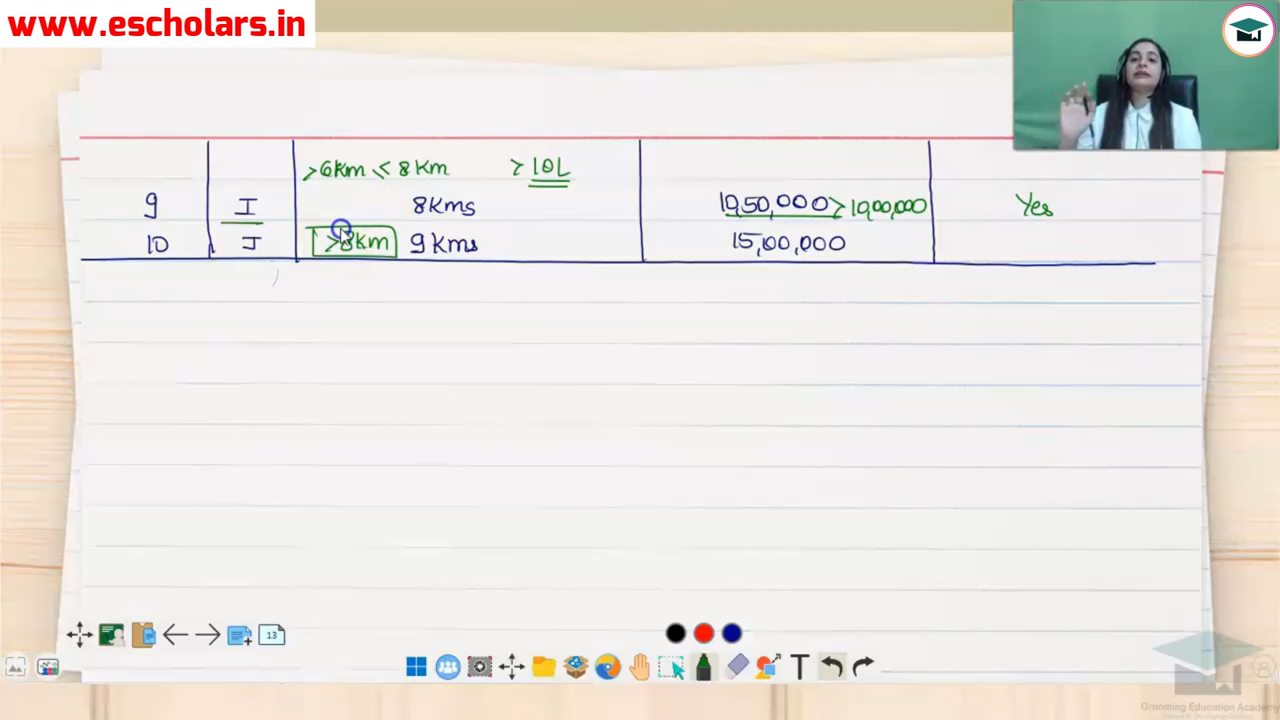 www.escholars.in
>6Km < 8Km >10L
9 I 8Kms 10,50,000 > 10,00,000 Yes
10 J >8km 9Kms 15,00,000
13
T
Grooming Education Academy